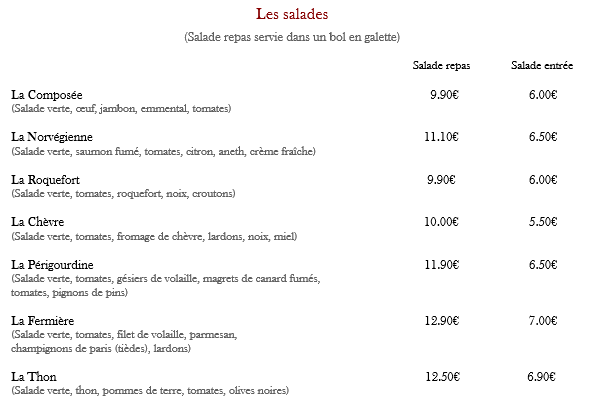 Les salades
(Salade repas servie dans un bol en galette)
Salade repas Salade entrée
La Composée 9.90€ 6.00€
(Salade verte, œuf, jambon, emmental, tomates)
La Norvégienne 11.10€ 6.50€
(Salade verte, saumon fumé, tomates, citron, aneth, crème fraîche)
La Roquefort 9.90€ 6.00€
(Salade verte, tomates, roquefort, noix, croutons)
La Chèvre 10.00€ 5.50€
(Salade verte, tomates, fromage de chèvre, lardons, noix, miel)
La Périgourdine 11.90€ 6.50€
(Salade verte, tomates, gésiers de volaille, magrets de canard fumés,
tomates, pignons de pins)
La Fermière 12.90€ 7.00€
(Salade verte, tomates, filet de volaille, parmesan,
champignons de paris (tièdes), lardons)
La Thon 12.50€ 6.90€
(Salade verte, thon, pommes de terre, tomates, olives noires)